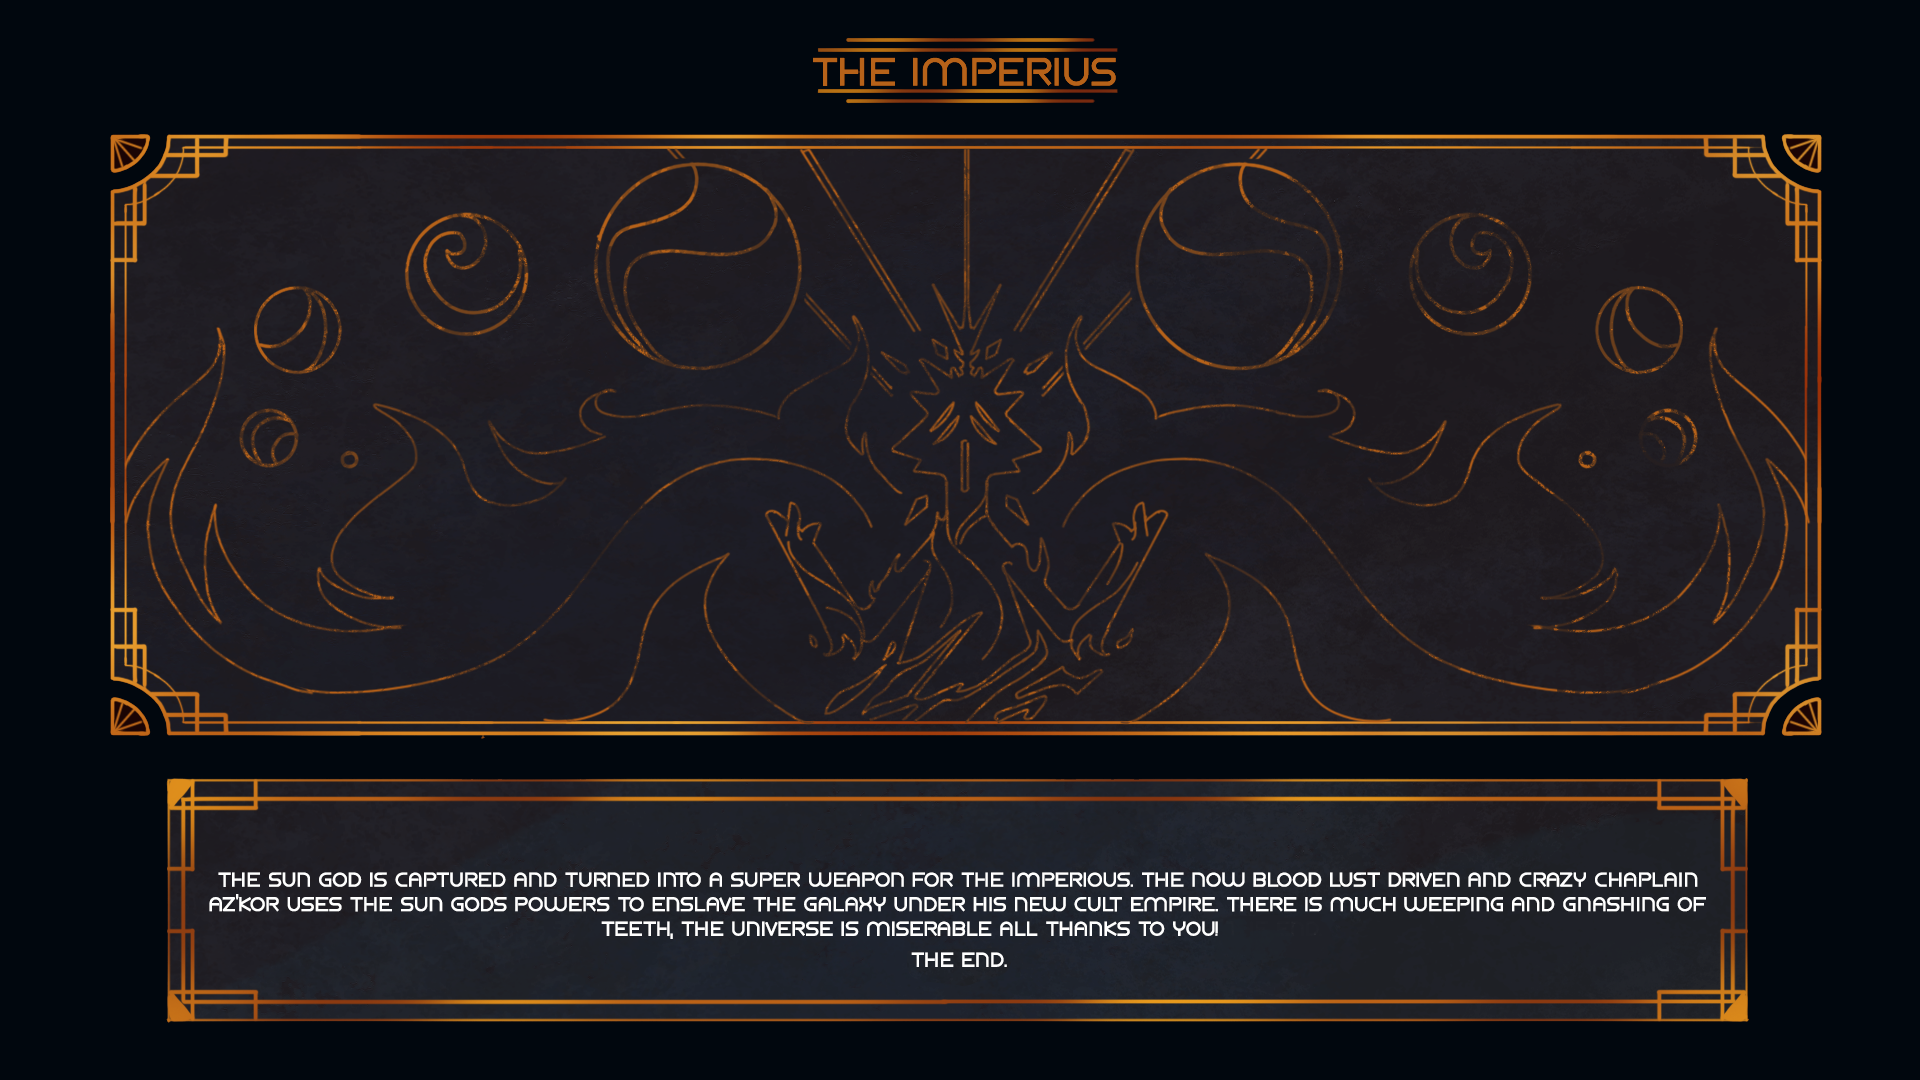 THE IMPERIUS
THE SUN GOD IS CAPTURED AND TURNED INTO A SUPER WEAPON FOR THE IMPERIOUS. THE NOW BLOOD LUST DRIVEN AND CRAZY CHAPLAIN
AZ'KOR USES THE SUN GODS POWERS TO ENSLAVE THE GALAXY UNDER HIS NEW CULT EMPIRE. THERE IS MUCH WEEPING AND GNASHING OF
TEETH, THE UNIVERSE IS MISERABLE ALL THANKS TO YOU!
THE END.